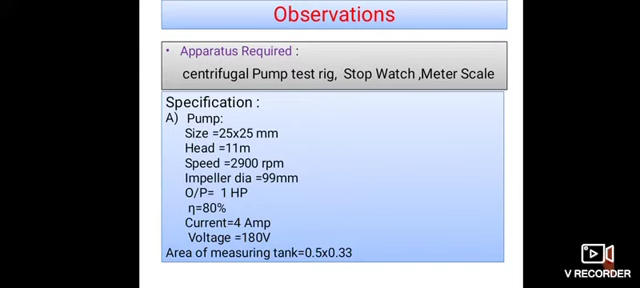 Observations
• Apparatus Required :
centrifugal Pump test rig, Stop Watch ,Meter Scale
Specification :
A) Pump:
Size =25x25 mm
Head =11m
Speed =2900 rpm
Impeller dia =99mm
O/P= 1 HP
η=80%
Current=4 Amp
Voltage =180V
Area of measuring tank=0.5x0.33
V RECORDER